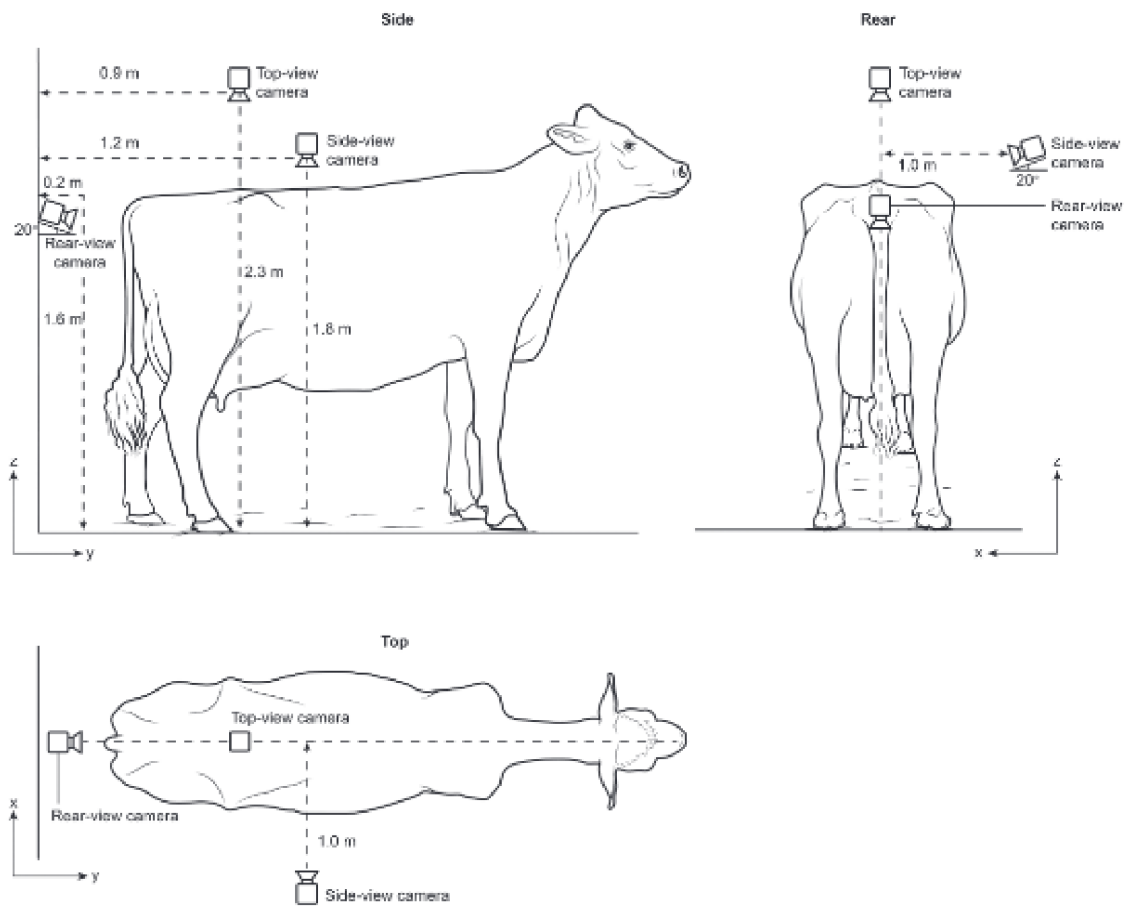 Side
Rear
0.9 m
Top-view
camera
Top-view
camera
1.2 m
Side-view
camera
Side-view
camera
1.0 m
20°
0.2 m
20°
Rear-view
camera
Rear-view
camera
2.3 m
1.6 m
1.8 m
z
y
z
x
Top
Top-view camera
Rear-view camera
x
1.0 m
y
Side-view camera